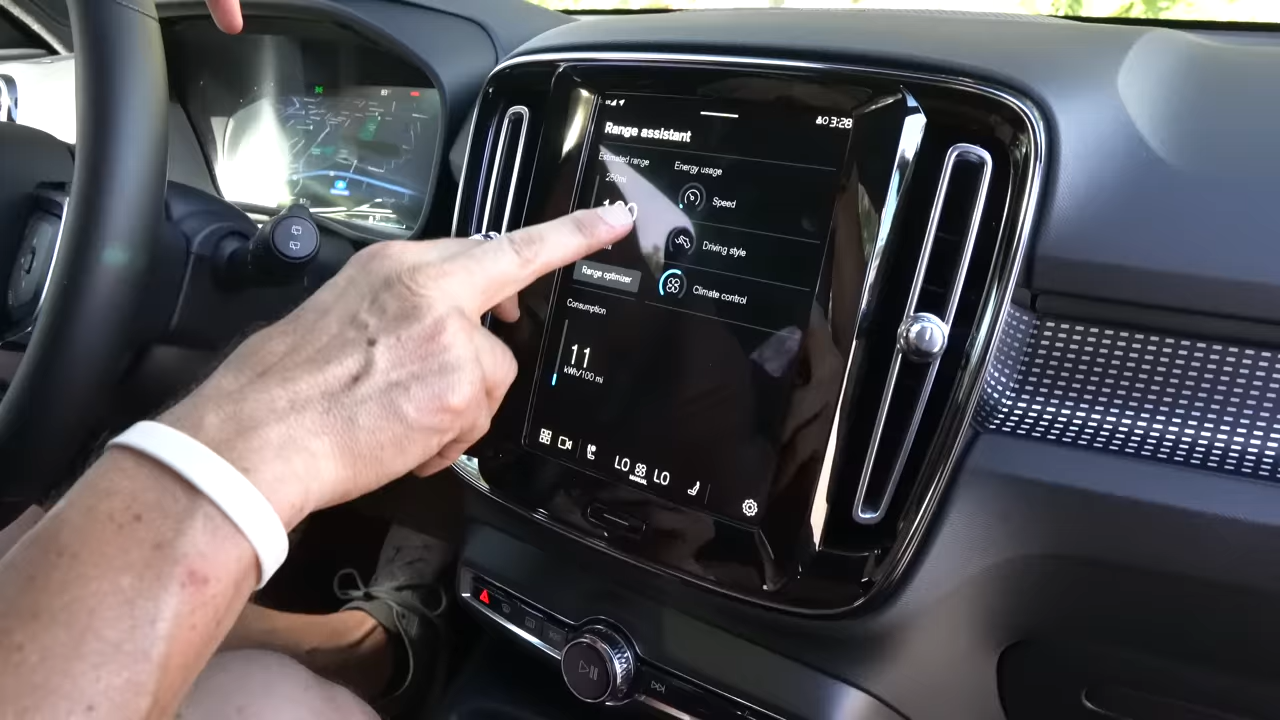 3:28
Range assistant
Estimated range
Energy usage
250mi
Speed
Driving style
Range optimizer
Climate control
Consumption
11
kWh/100 mi
LO LO
MANUAL